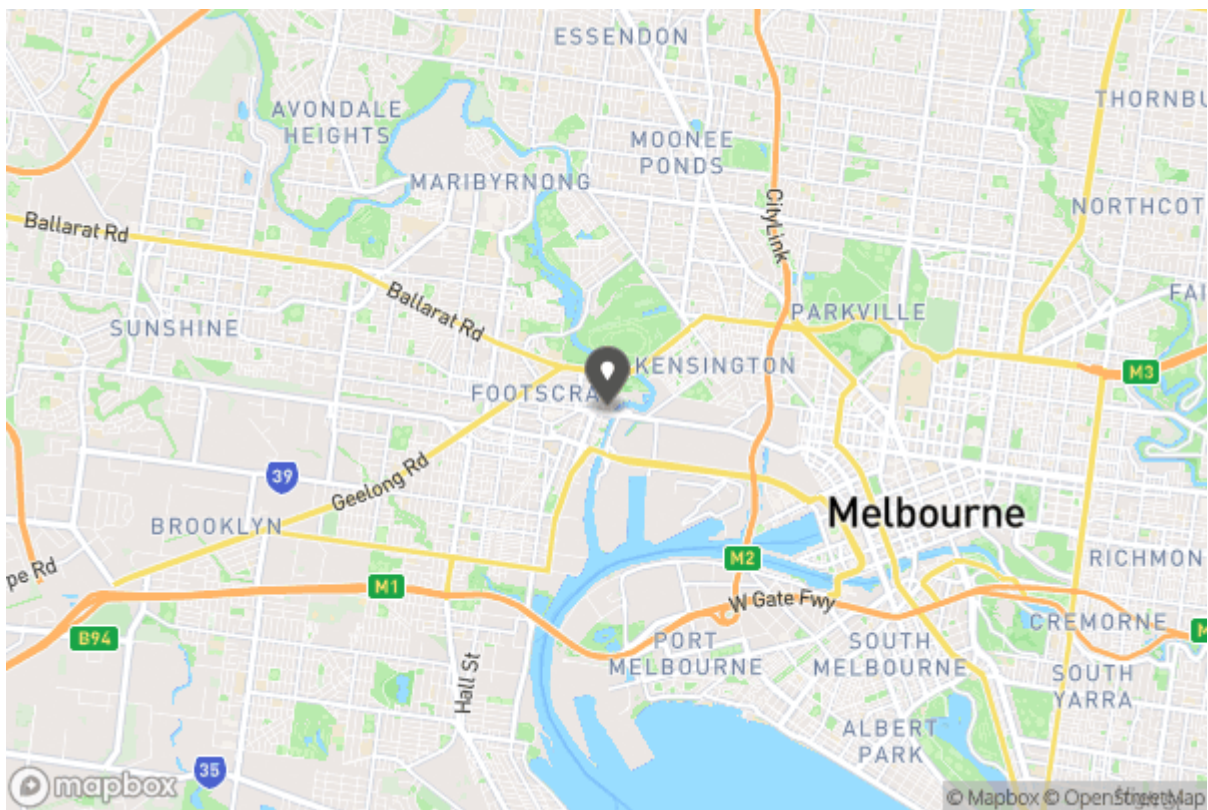 ESSENDON
AVONDALE
HEIGHTS
THORNBU
MOONEE
PONDS
MARIBYRNONG
CityLink
NORTHCOT
Ballarat Rd
Ballarat Rd
PARKVILLE
FAI
SUNSHINE
KENSINGTON
M3
FOOTSCRA
39
Geelong Rd
Melbourne
BROOKLYN
RICHMON
pe Rd
M1
M2
W Gate Fwy
B94
PORT
MELBOURNE
SOUTH
MELBOURNE
CREMORNE
M
SOUTH
YARRA
Hall St
ALBERT
PARK
35
mapbox
© Mapbox © OpenStreetMap